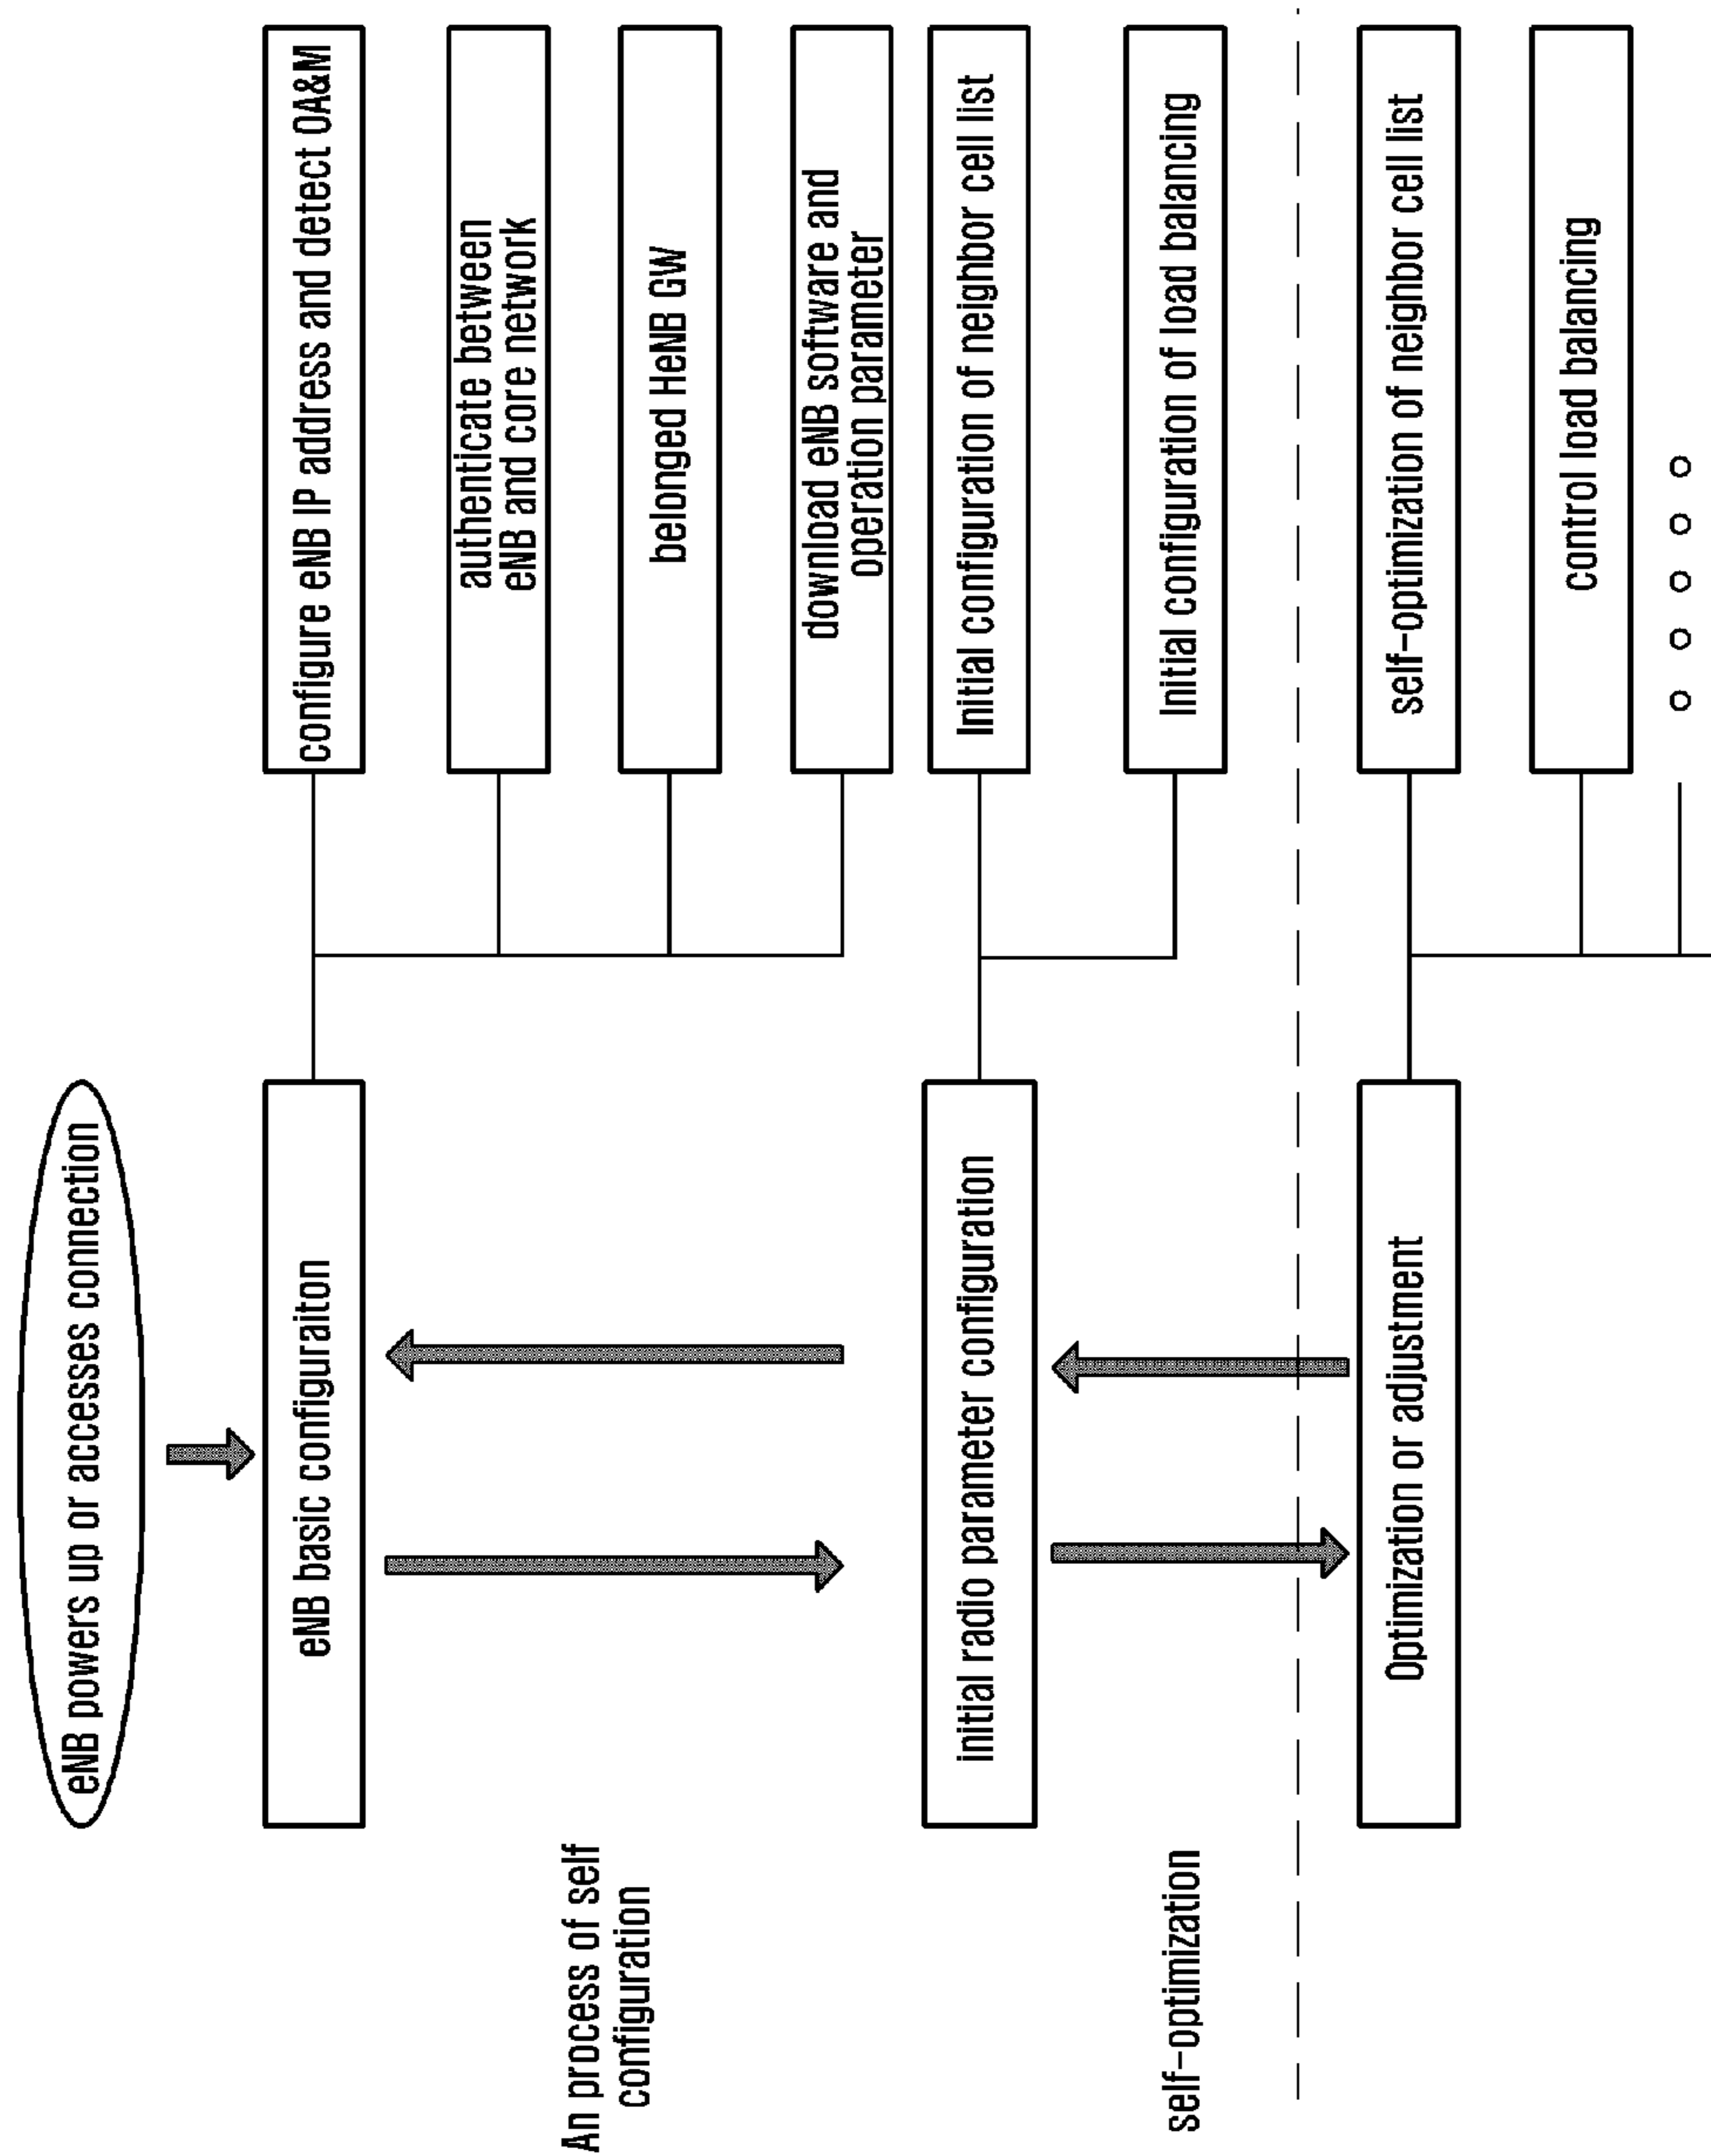 eNB powers up or accesses connection
eNB basic configuraiton
configure eNB IP address and detect OA&M
authenticate between
eNB and core network
An process of self
configuration
belonged HeNB GW
download eNB software and
operation parameter
initial radio parameter configuration
Initial configuration of neighbor cell list
self-optimization
Initial configuration of load balancing
Optimization or adjustment
self-optimization of neighbor cell list
control load balancing